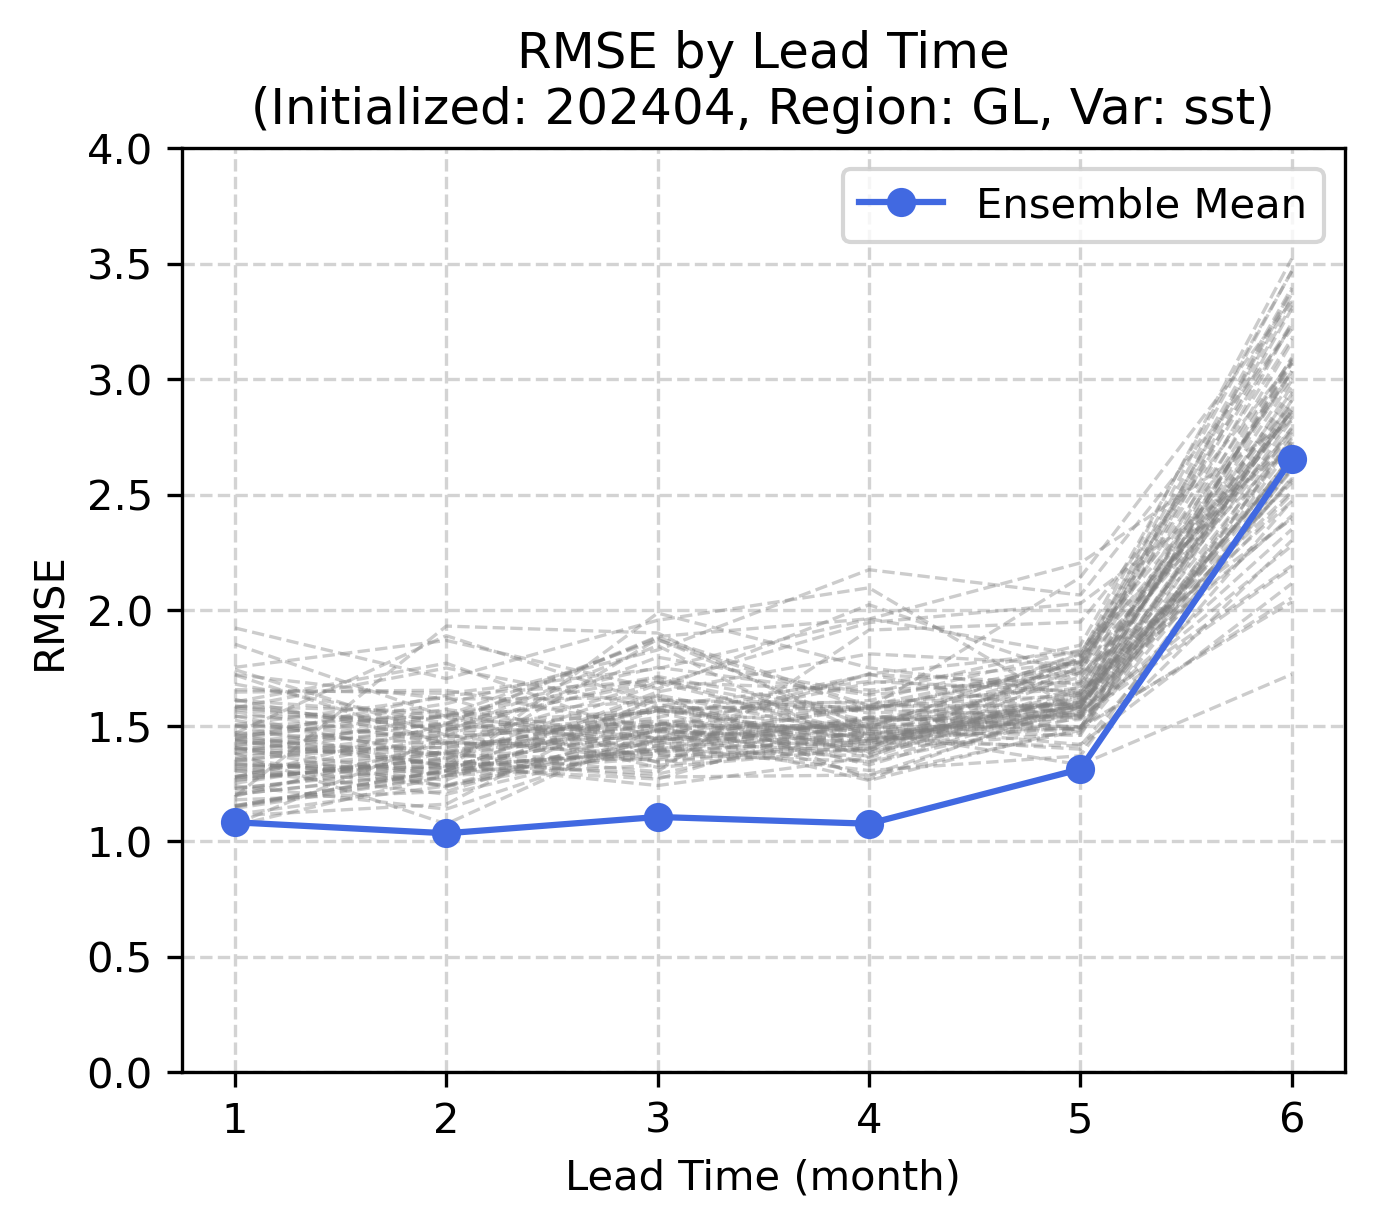 RMSE by Lead Time
(Initialized: 202404, Region: GL, Var: sst)
Ensemble Mean
4.0
3.5
3.0
2.5
2.0
1.5
1.0
0.5
0.0
RMSE
1 2 3 4 5 6
Lead Time (month)